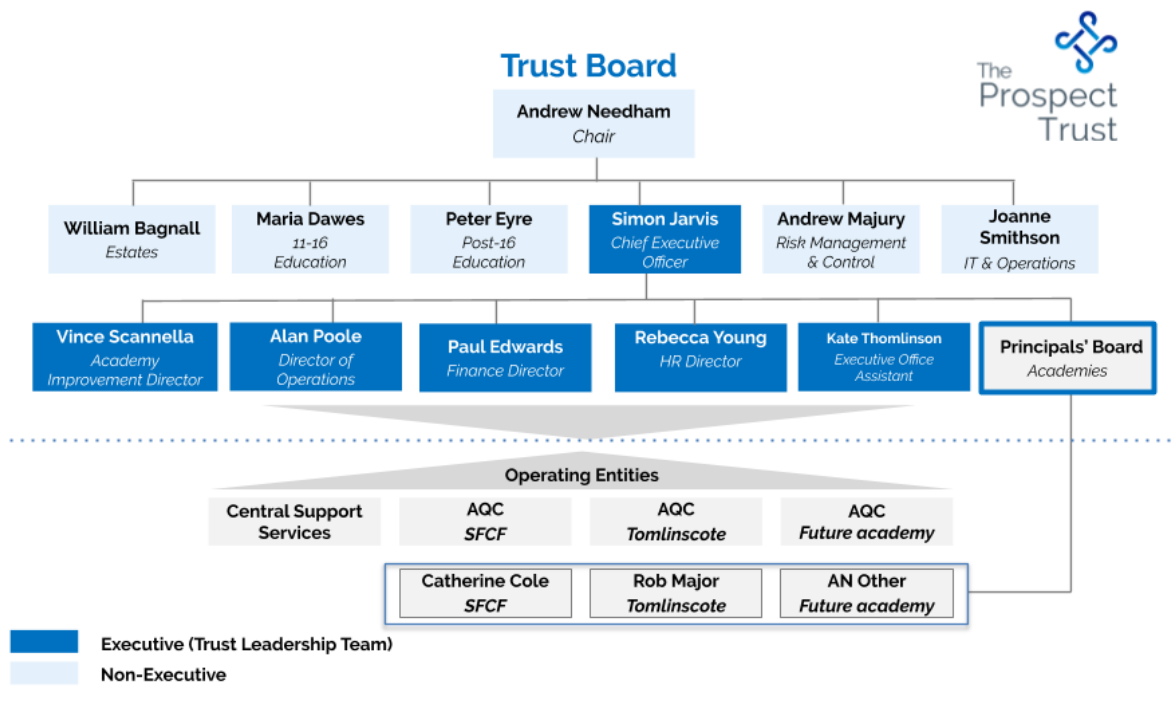 Trust Board
The
Prospect
Trust
Andrew Needham
Chair
William Bagnall
Estates
Maria Dawes
11-16
Education
Peter Eyre
Post-16
Education
Simon Jarvis
Chief Executive
Officer
Andrew Majury
Risk Management
& Control
Joanne
Smithson
IT & Operations
Vince Scannella
Academy
Improvement Director
Alan Poole
Director of
Operations
Paul Edwards
Finance Director
Rebecca Young
HR Director
Kate Thomlinson
Executive Office
Assistant
Principals' Board
Academies
Operating Entities
Central Support
Services
AQC
SFCF
AQC
Tomlinscote
AQC
Future academy
Catherine Cole
SFCF
Rob Major
Tomlinscote
AN Other
Future academy
Executive (Trust Leadership Team)
Non-Executive